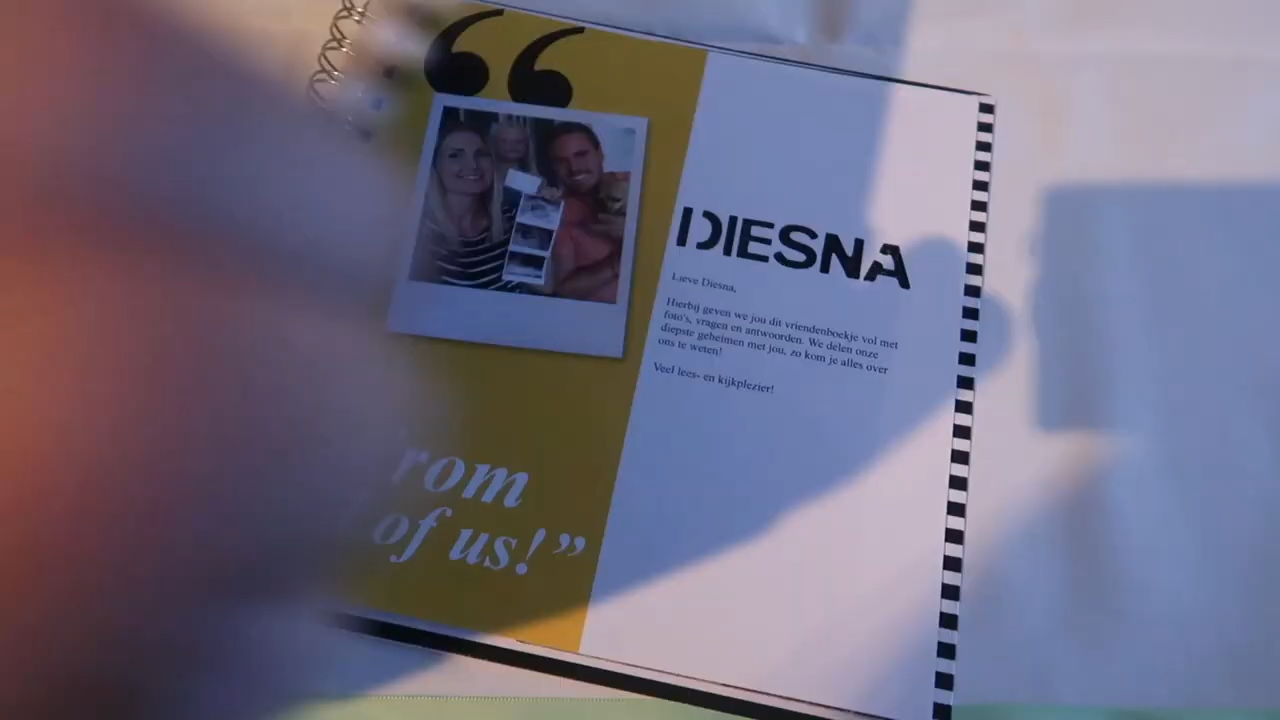 “
DIESNA
Lieve Diesna,
Hierbij geven we jou dit vriendenboekje vol met
foto's, vragen en antwoorden. We delen onze
diepste geheimen met jou, zo kom je alles over
ons te weten!
Veel lees- en kijkplezier!
rom
of us!”